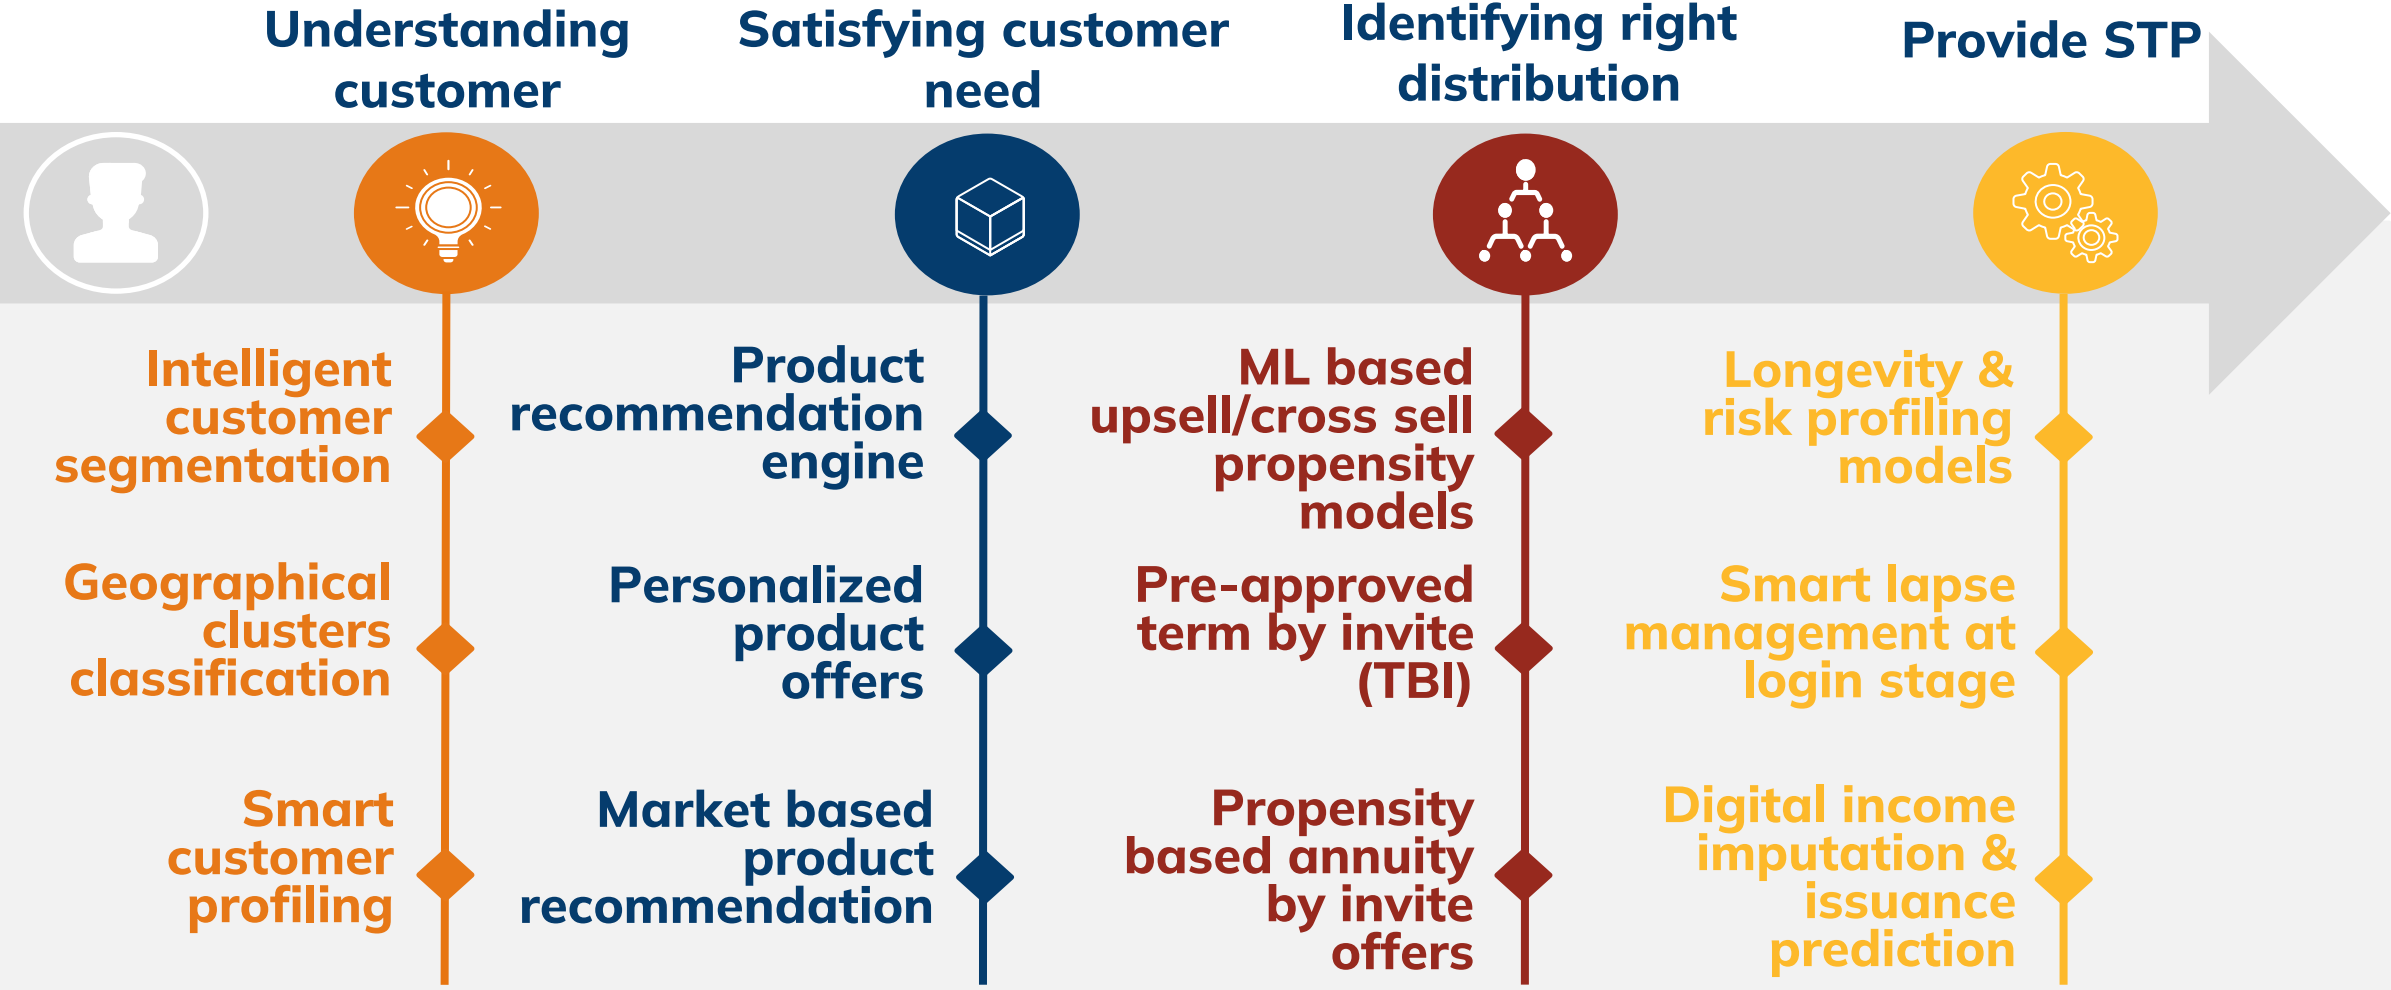 Understanding
customer
Satisfying customer
need
Identifying right
distribution
Provide STP
Intelligent
customer
segmentation
Geographical
clusters
classification
Smart
customer
profiling
Product
recommendation
engine
Personalized
product
offers
Market based
product
recommendation
ML based
upsell/cross sell
propensity
models
Pre-approved
term by invite
(TBI)
Propensity
based annuity
by invite
offers
Longevity &
risk profiling
models
Smart lapse
management at
login stage
Digital income
imputation &
issuance
prediction